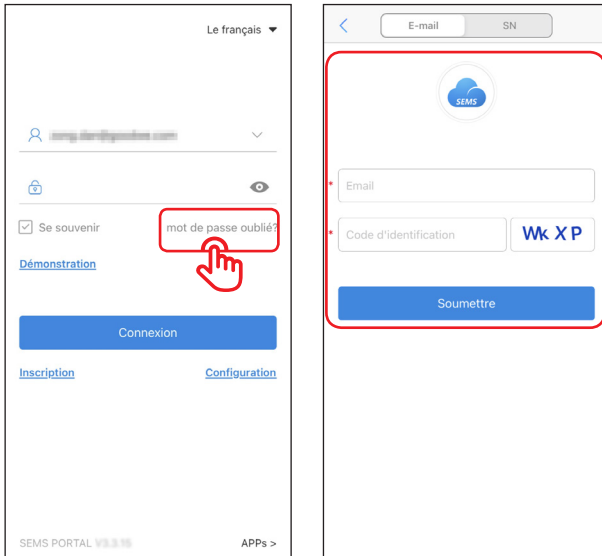 Le français
Se souvenir
mot de passe oublié?
Démonstration
Connexion
Inscription
Configuration
SEMS PORTAL
APPs >
E-mail
SN
SEMS
* Email
* Code d'identification
Wk X P
Soumettre